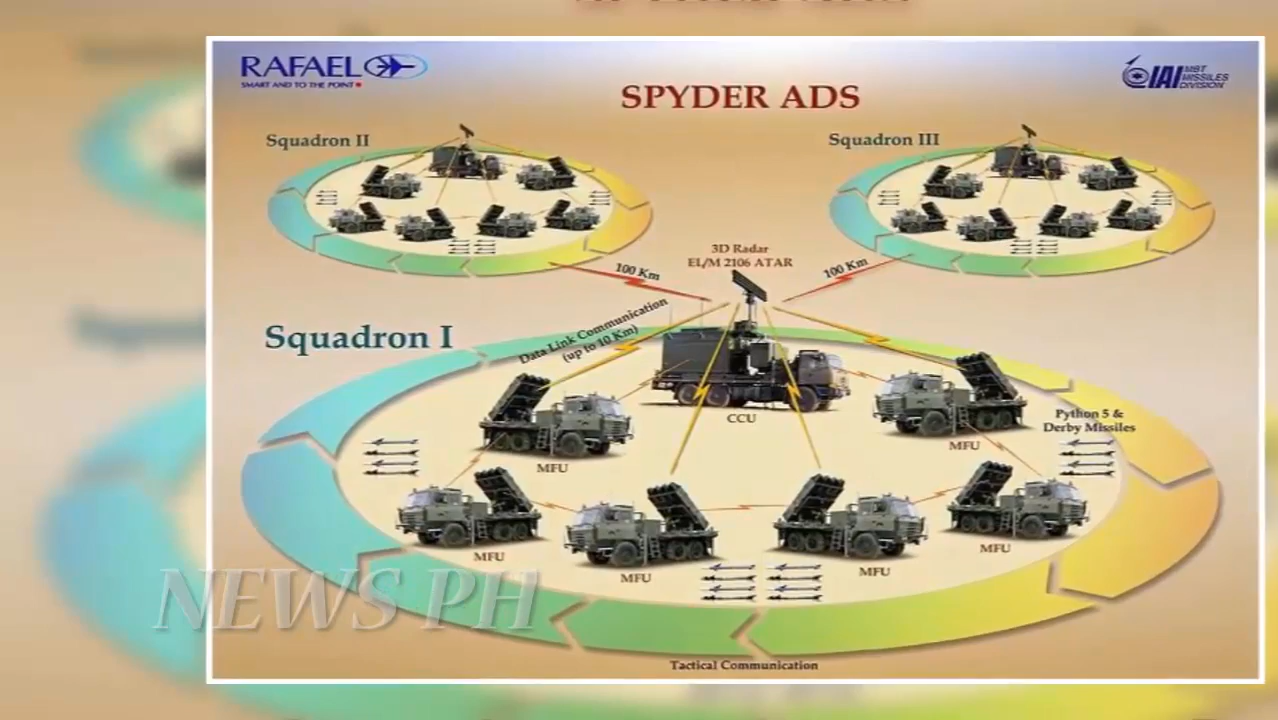 RAFAEL
SMART AND TO THE POINT
IAI MBT
MISSILES
DIVISION
SPYDER ADS
Squadron II
Squadron III
3D Radar
EL/M 2106 ATAR
100 Km
100 Km
Squadron I
Data Link Communication
(up to 10 Km)
CCU
Python 5 &
Derby Missiles
MFU
MFU
MFU
MFU
MFU
MFU
NEWS PH
Tactical Communication